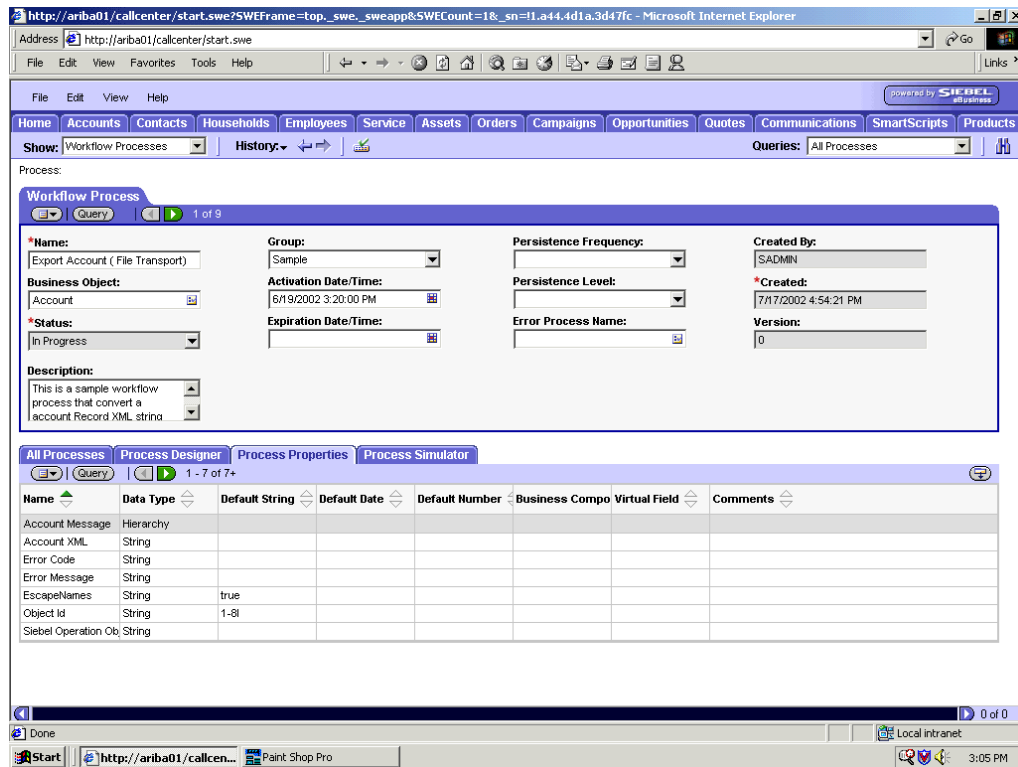 http://ariba01/callcenter/start.swe?SWEFrame=top._swe._sweapp&SWECount=1&_sn=!1.a44.4d1a.3d47fc - Microsoft Internet Explorer
Address http://ariba01/callcenter/start.swe Go
File Edit View Favorites Tools Help Links
File Edit View Help powered by SIEBEL eBusiness
Home Accounts Contacts Households Employees Service Assets Orders Campaigns Opportunities Quotes Communications SmartScripts Products
Show: Workflow Processes History: Queries: All Processes
Process:
Workflow Process
Query 1 of 9
*Name: Group: Persistence Frequency: Created By:
Export Account ( File Transport) Sample SADMIN
Business Object: Activation Date/Time: Persistence Level: *Created:
Account 6/19/2002 3:20:00 PM 7/17/2002 4:54:21 PM
*Status: Expiration Date/Time: Error Process Name: Version:
In Progress 0
Description:
This is a sample workflow
process that convert a
account Record XML string
All Processes Process Designer Process Properties Process Simulator
Query 1 - 7 of 7+
Name Data Type Default String Default Date Default Number Business Compo Virtual Field Comments
Account Message Hierarchy
Account XML String
Error Code String
Error Message String
EscapeNames String true
Object Id String 1-8I
Siebel Operation Ob String
0 of 0
Done Local intranet
Start http://ariba01/callcen... Paint Shop Pro 3:05 PM